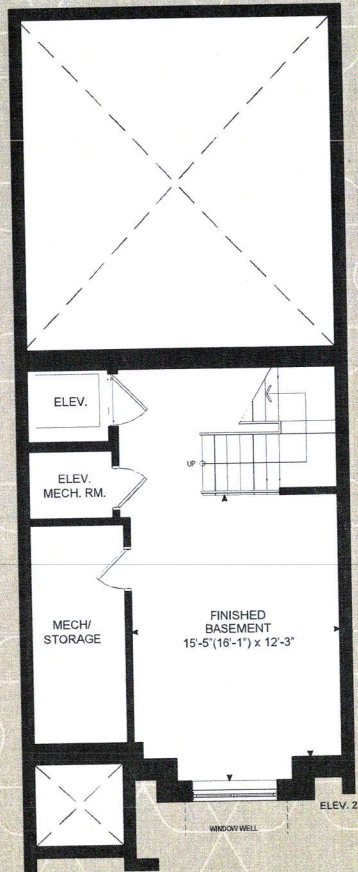 ELEV.
UP
ELEV.
MECH. RM.
MECH/
STORAGE
FINISHED
BASEMENT
15'-5"(16'-1") x 12'-3"
ELEV. 2
WINDOW WELL